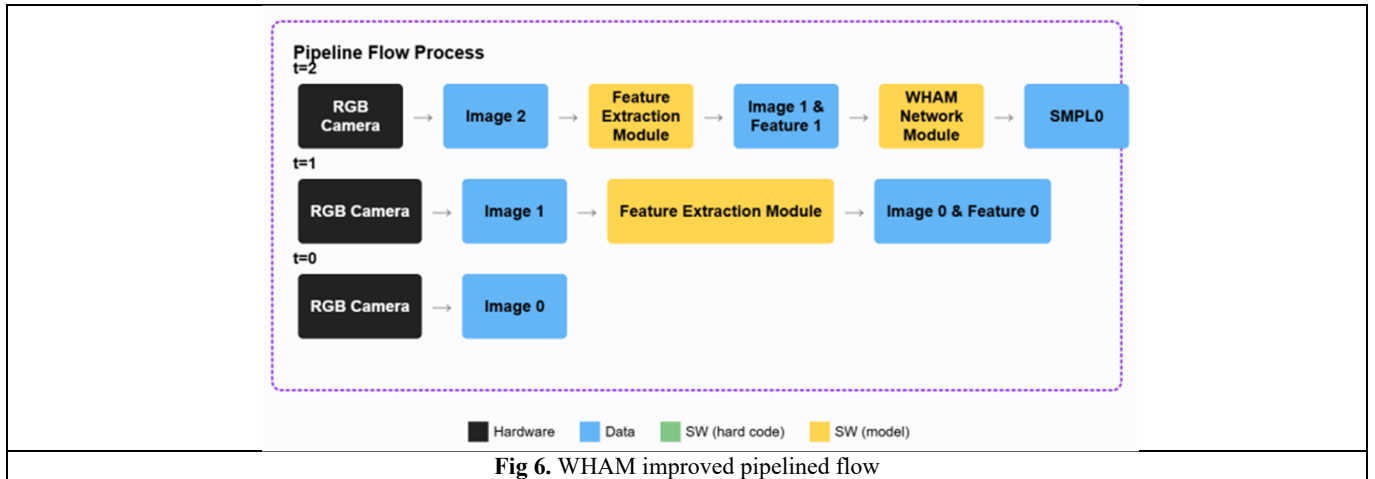 Pipeline Flow Process
t=2
RGB
Camera
Image 2
Feature
Extraction
Module
Image 1 &
Feature 1
WHAM
Network
Module
SMPL0
t=1
RGB Camera
Image 1
Feature Extraction Module
Image 0 & Feature 0
t=0
RGB Camera
Image 0
Hardware
Data
SW (hard code)
SW (model)
Fig 6. WHAM improved pipelined flow